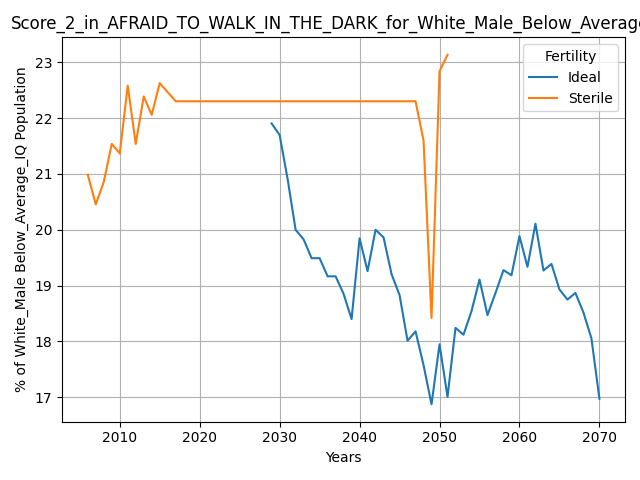 Score_2_in_AFRAID_TO_WALK_IN_THE_DARK_for_White_Male_Below_Average
% of White_Male Below_Average_IQ Population
23
22
21
20
19
18
17
Fertility
Ideal
Sterile
2010 2020 2030 2040 2050 2060 2070
Years